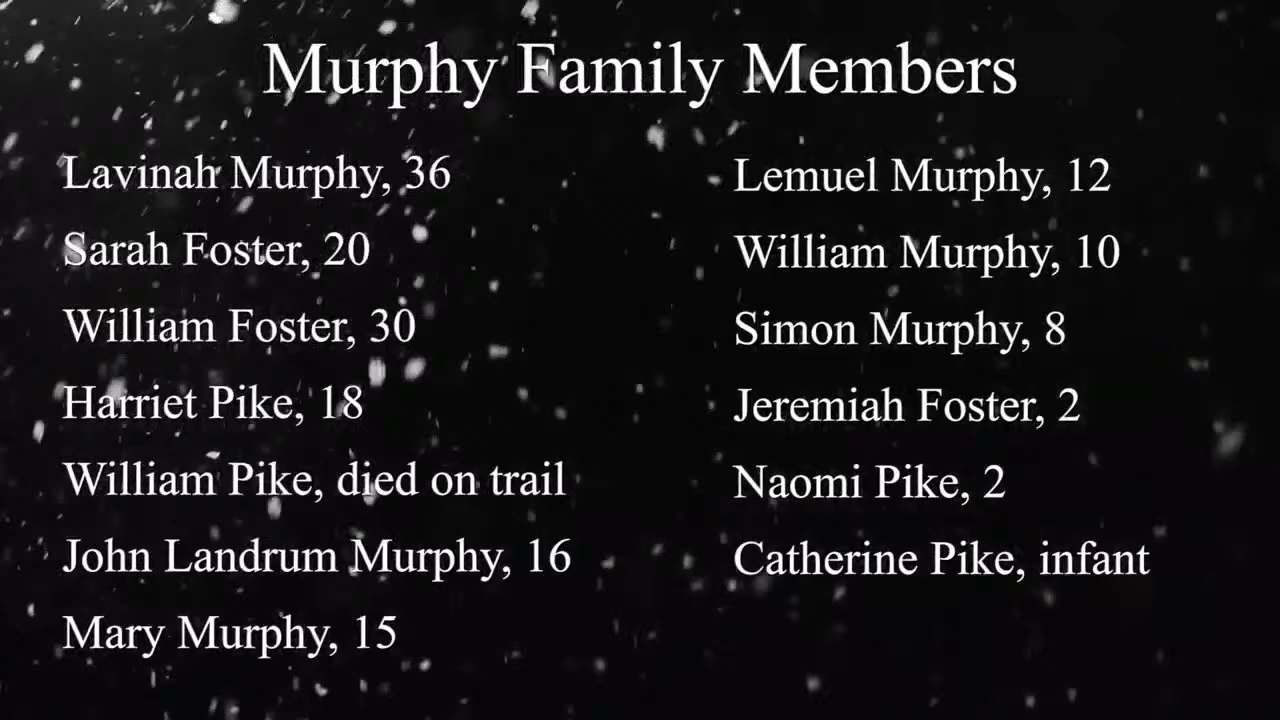 Murphy Family Members
Lavinah Murphy, 36
Sarah Foster, 20
William Foster, 30
Harriet Pike, 18
William Pike, died on trail
John Landrum Murphy, 16
Mary Murphy, 15
Lemuel Murphy, 12
William Murphy, 10
Simon Murphy, 8
Jeremiah Foster, 2
Naomi Pike, 2
Catherine Pike, infant